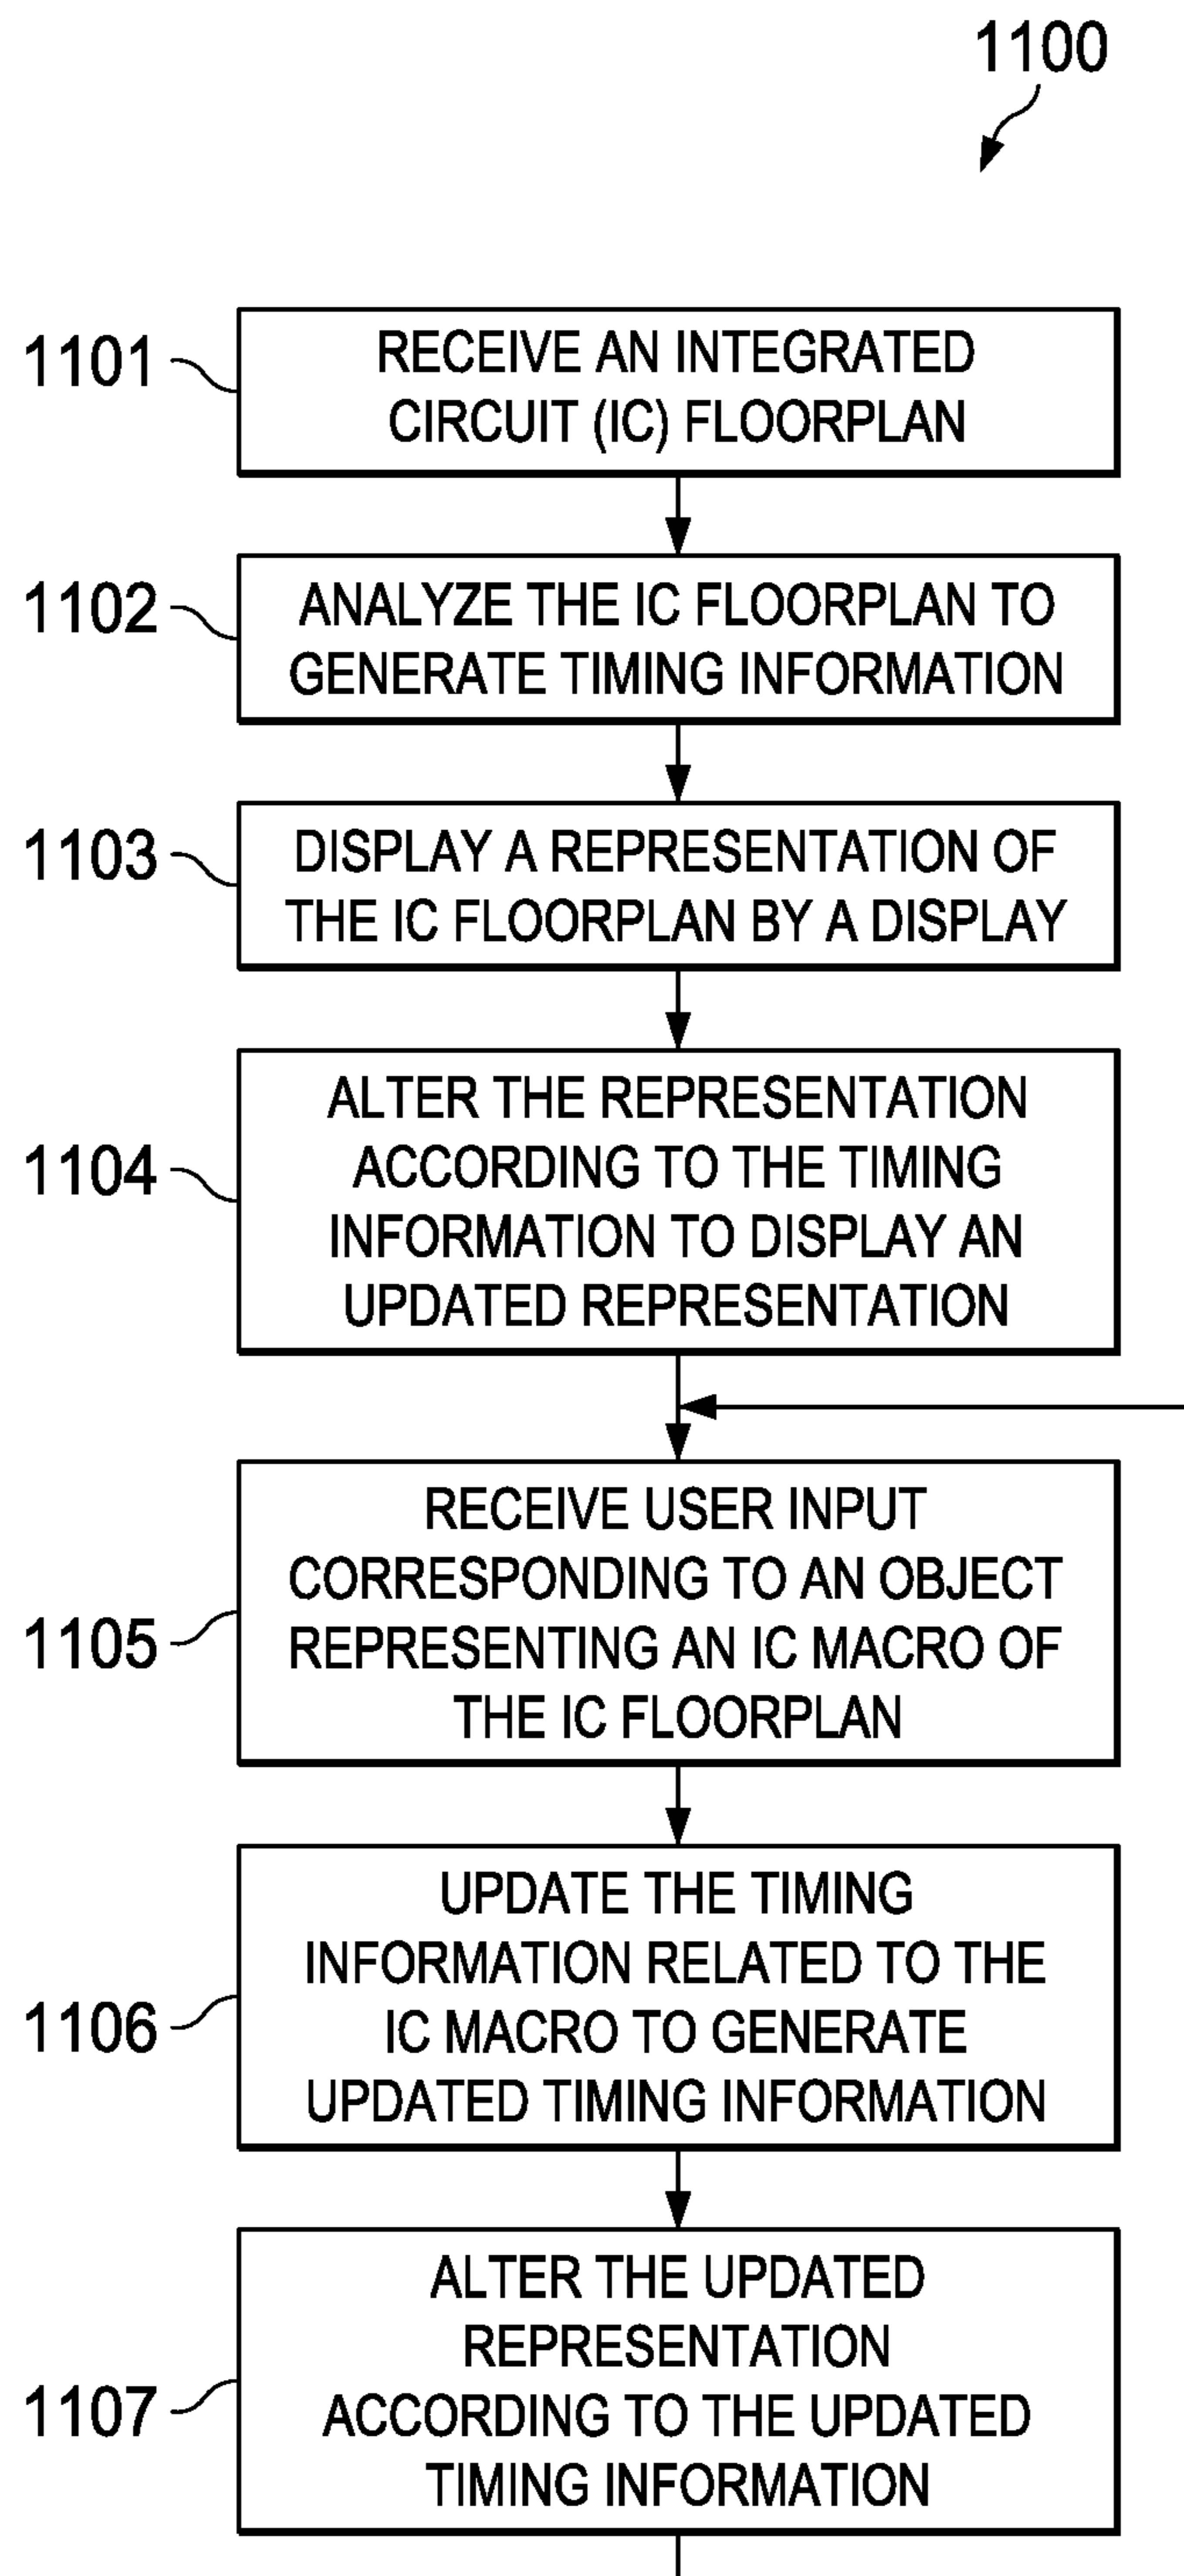 1100
1101
RECEIVE AN INTEGRATED
CIRCUIT (IC) FLOORPLAN
1102
ANALYZE THE IC FLOORPLAN TO
GENERATE TIMING INFORMATION
1103
DISPLAY A REPRESENTATION OF
THE IC FLOORPLAN BY A DISPLAY
1104
ALTER THE REPRESENTATION
ACCORDING TO THE TIMING
INFORMATION TO DISPLAY AN
UPDATED REPRESENTATION
1105
RECEIVE USER INPUT
CORRESPONDING TO AN OBJECT
REPRESENTING AN IC MACRO OF
THE IC FLOORPLAN
1106
UPDATE THE TIMING
INFORMATION RELATED TO THE
IC MACRO TO GENERATE
UPDATED TIMING INFORMATION
1107
ALTER THE UPDATED
REPRESENTATION
ACCORDING TO THE UPDATED
TIMING INFORMATION